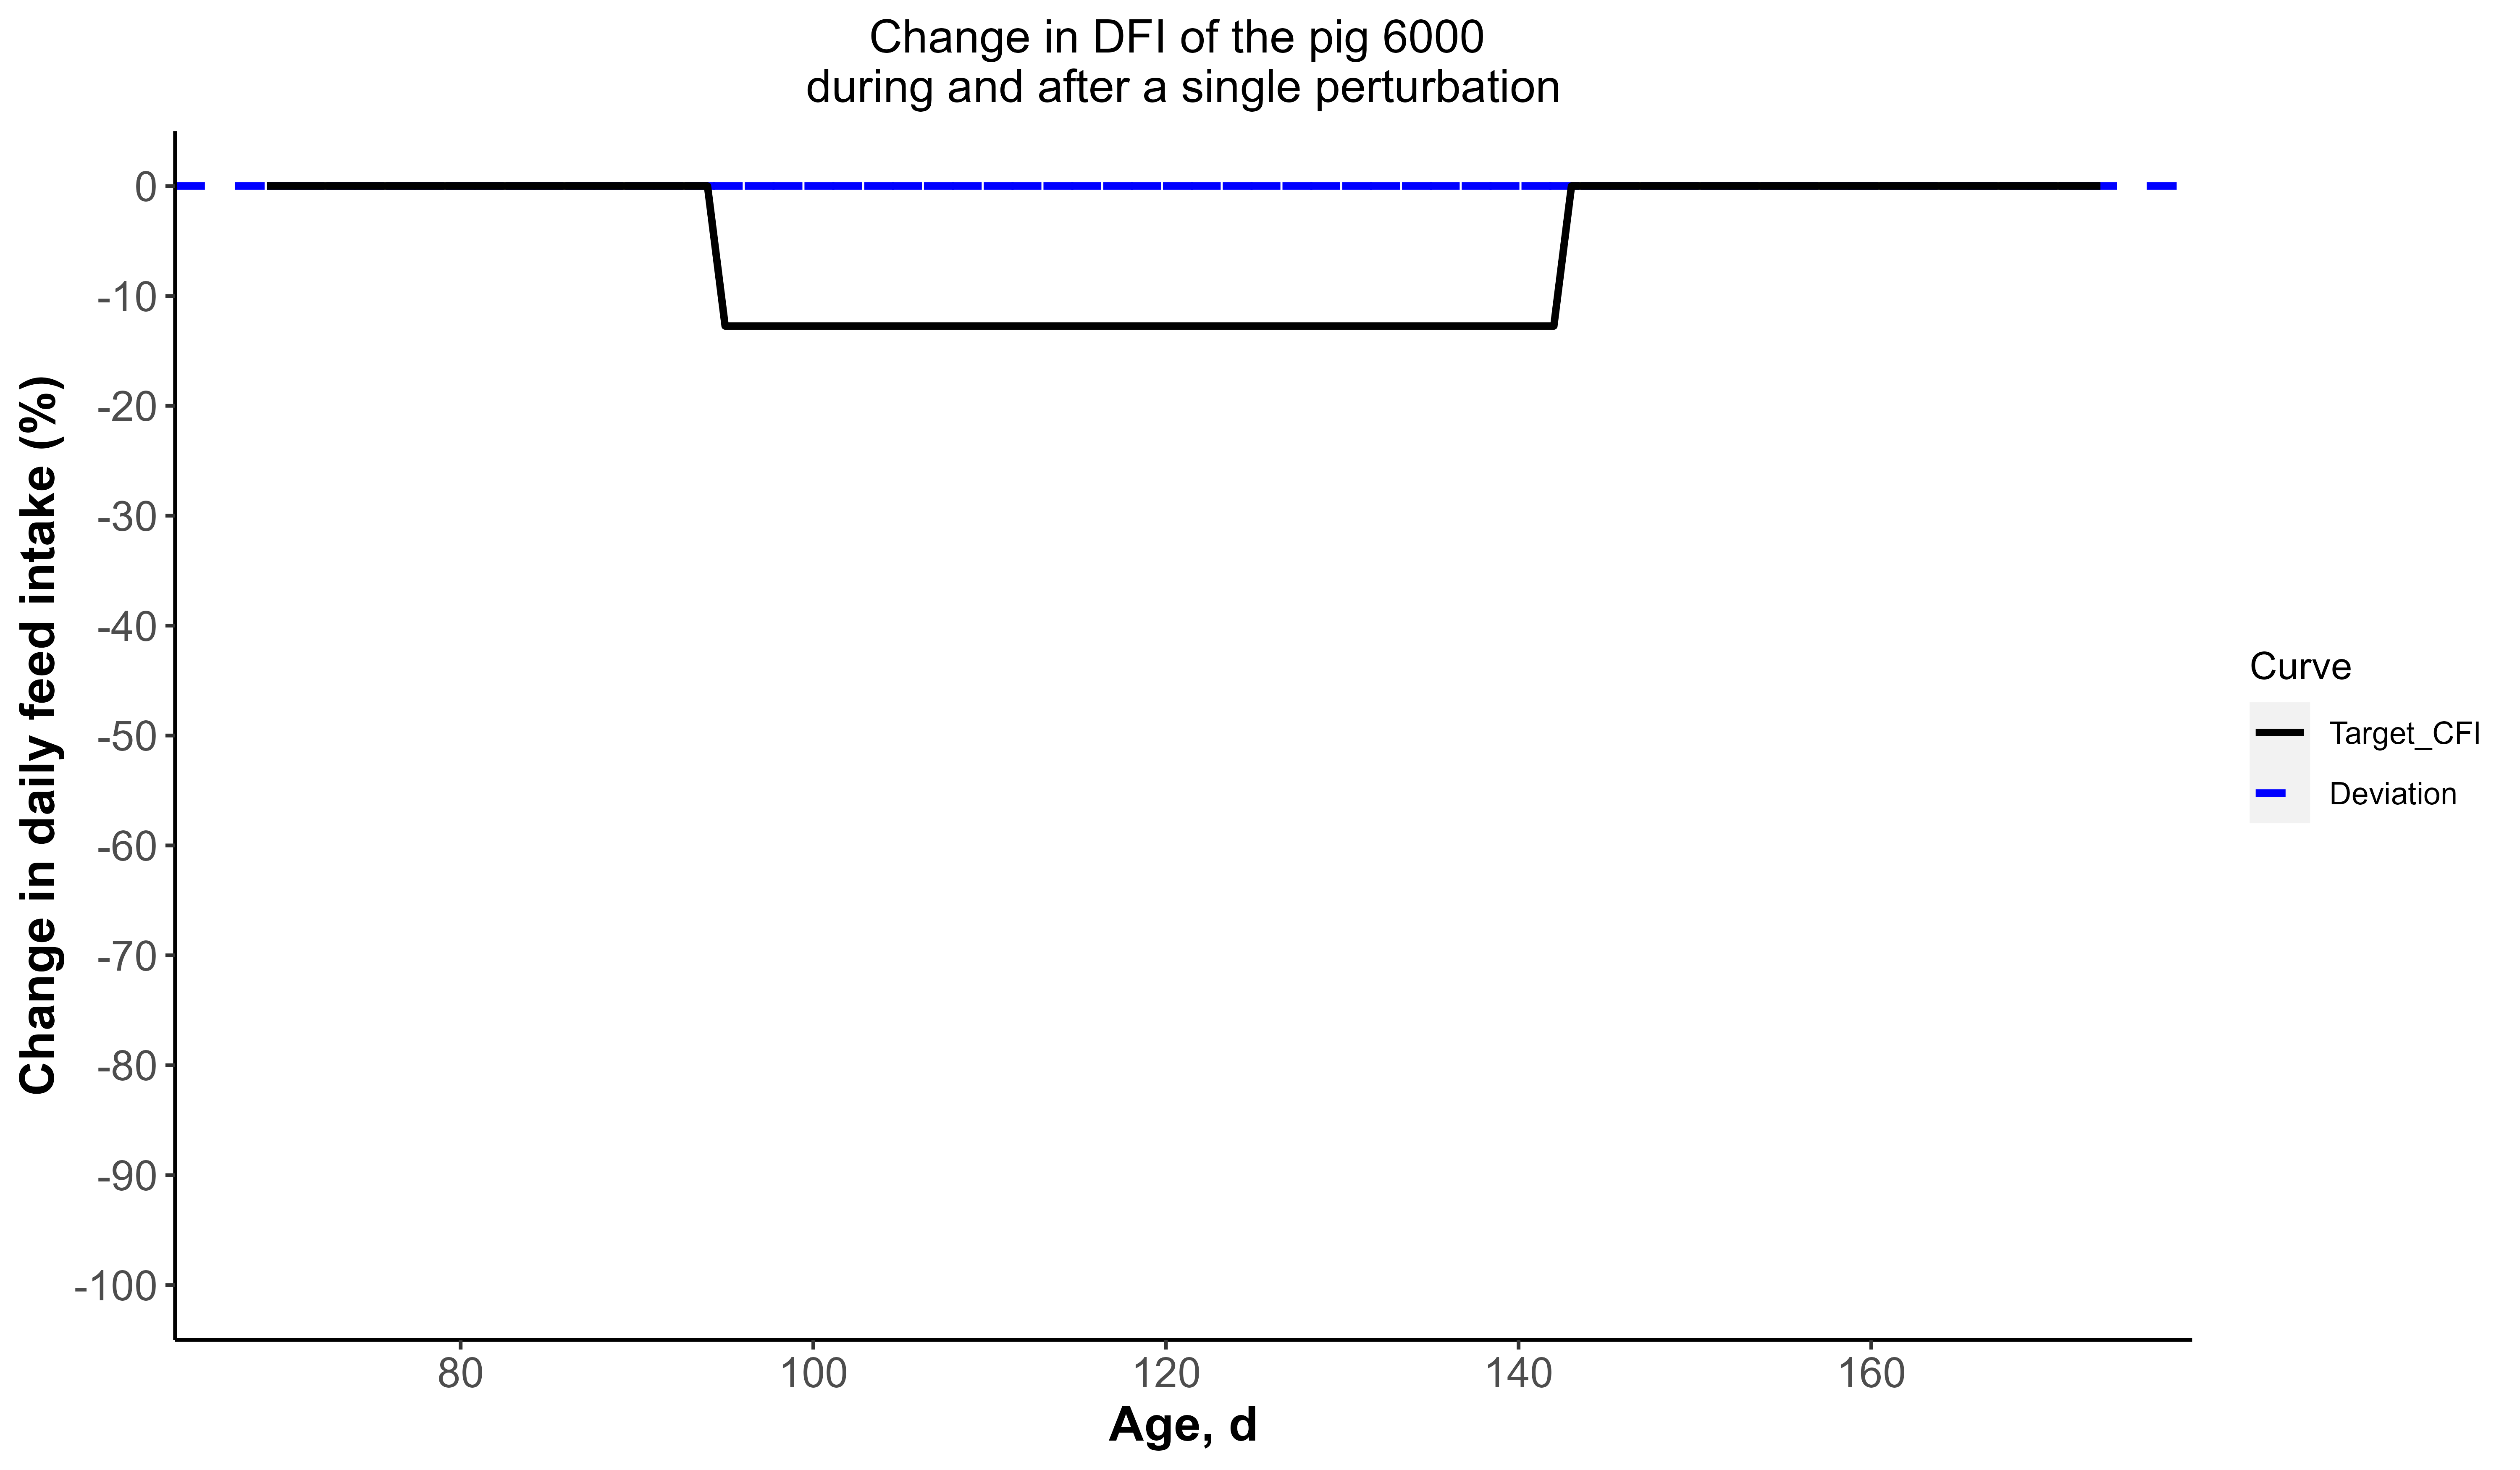 Change in DFI of the pig 6000
during and after a single perturbation
Change in daily feed intake (%)
0
-10
-20
-30
-40
-50
-60
-70
-80
-90
-100
80
100
120
140
160
Age, d
Curve
Target_CFI
Deviation